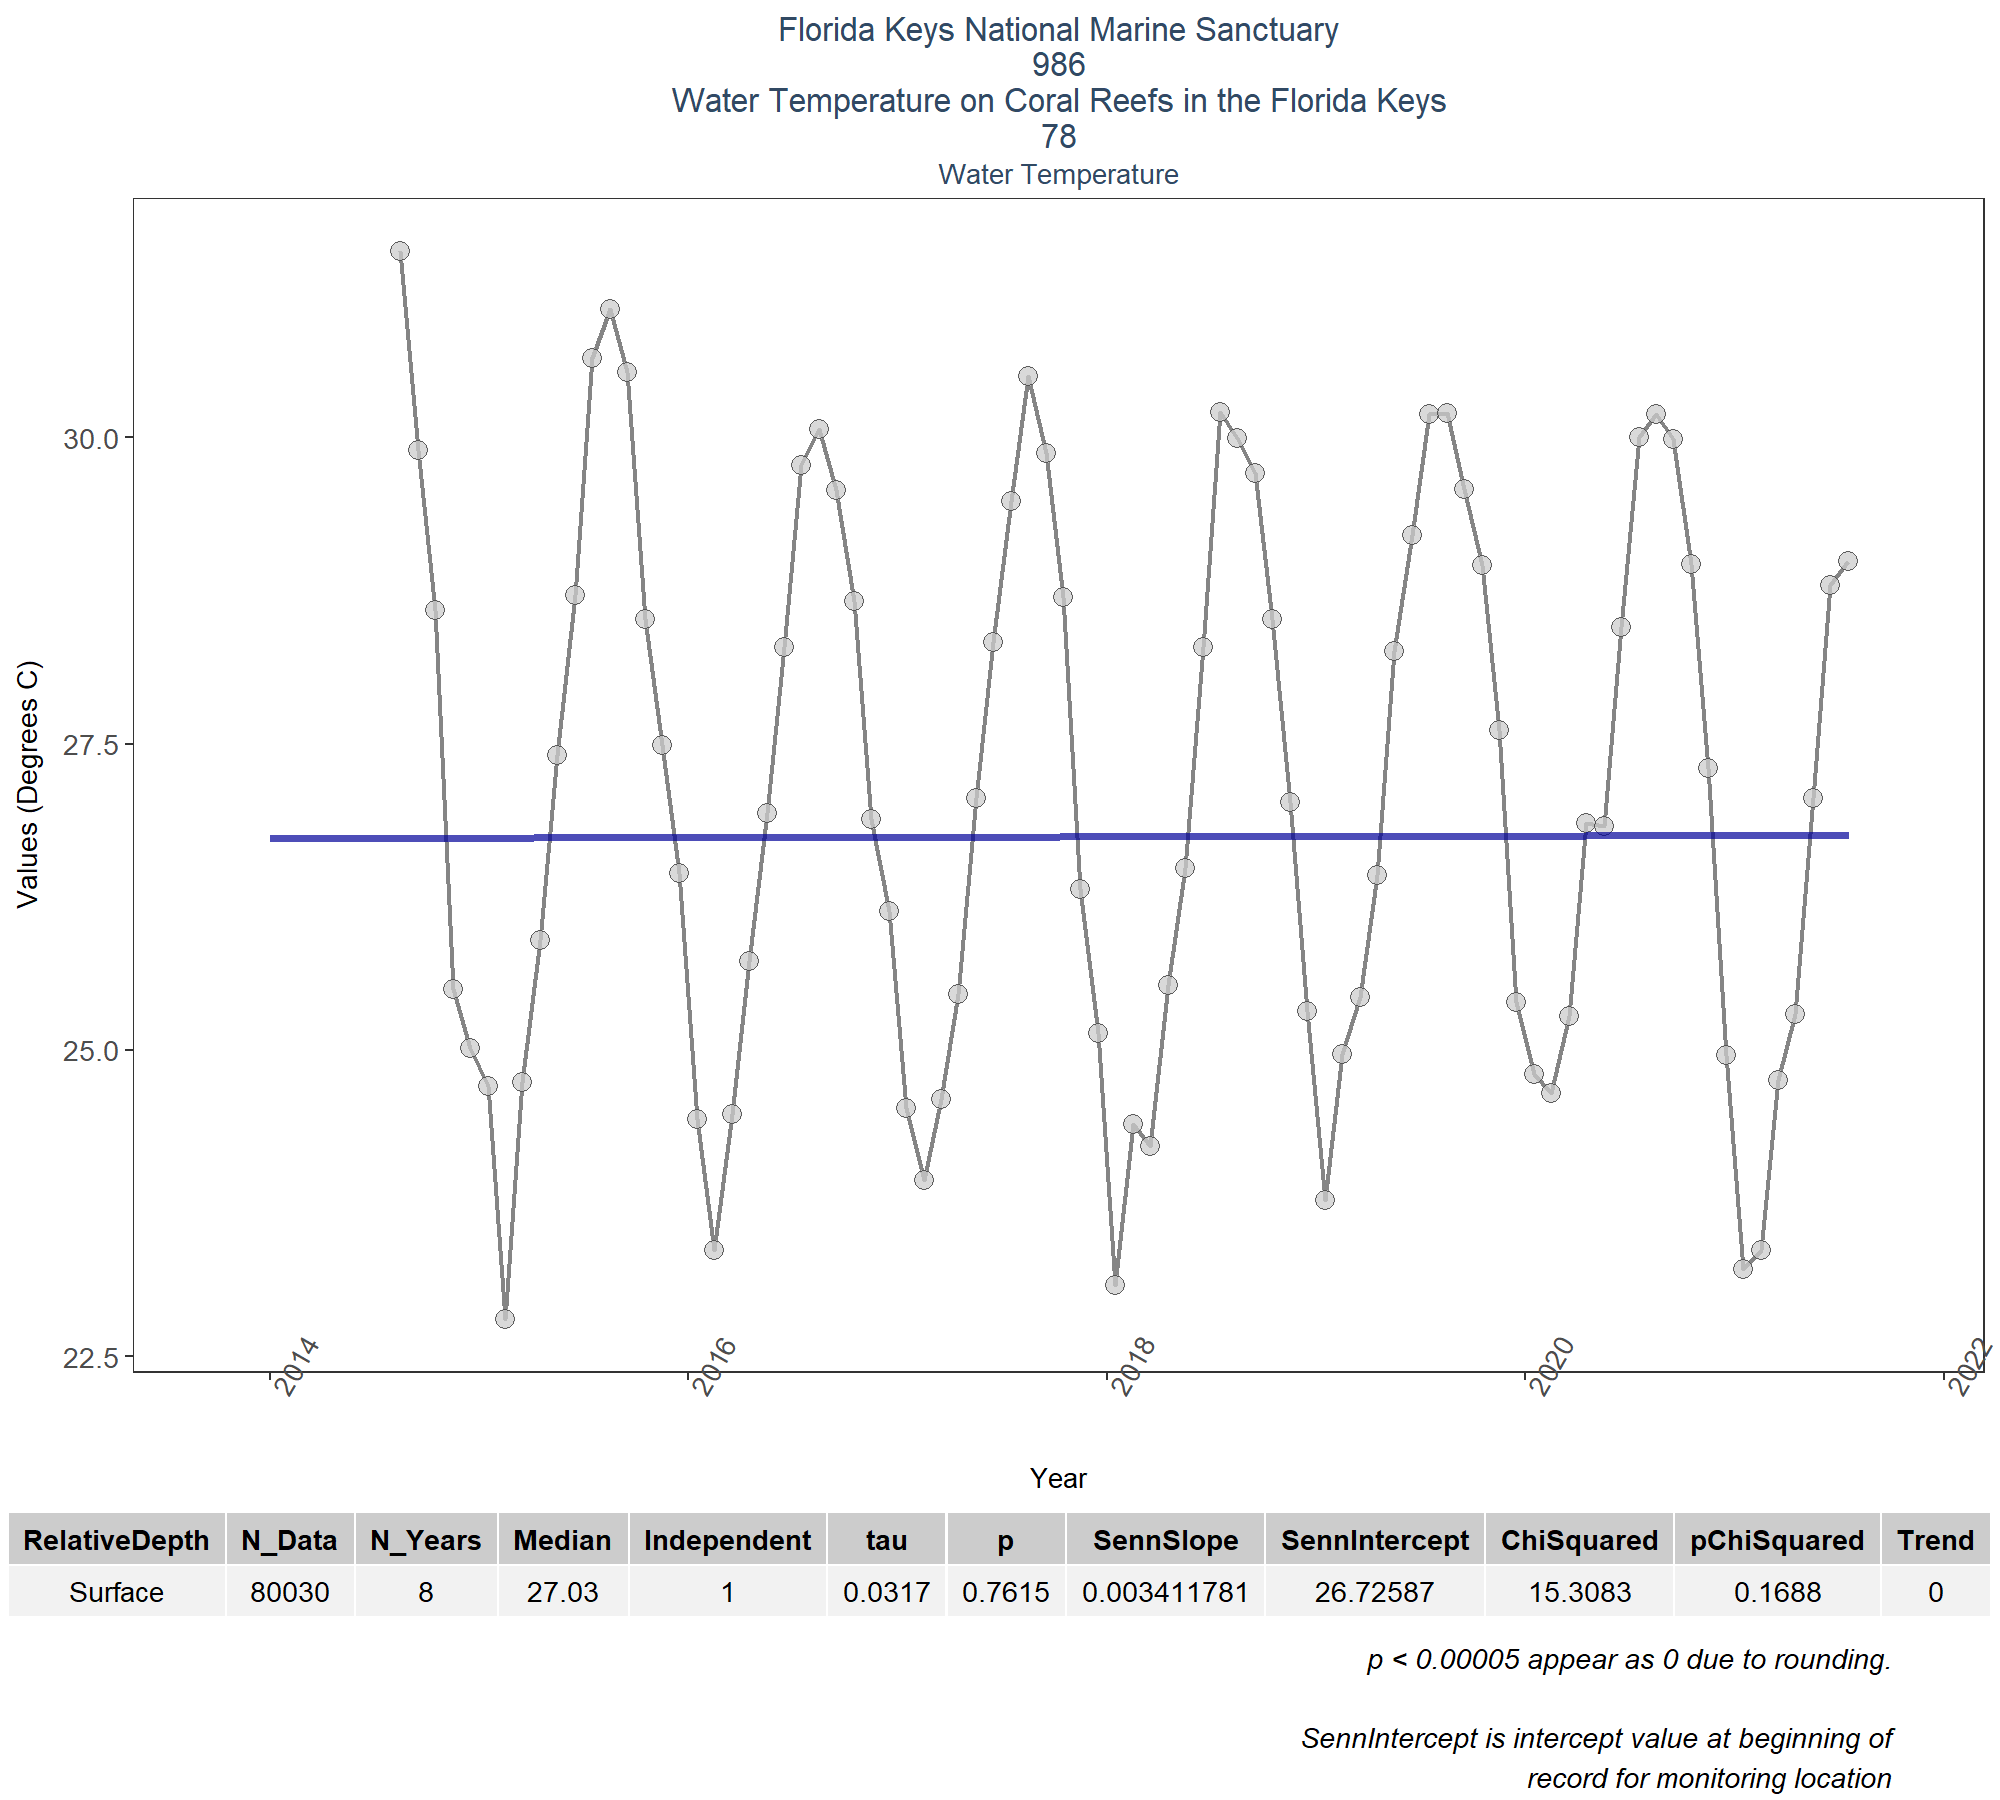 Florida Keys National Marine Sanctuary
986
Water Temperature on Coral Reefs in the Florida Keys
78
Water Temperature
Values (Degrees C)
30.0
27.5
25.0
22.5
2014
2016
2018
2020
2022
Year
RelativeDepth N_Data N_Years Median Independent tau p SennSlope SennIntercept ChiSquared pChiSquared Trend
Surface 80030 8 27.03 1 0.0317 0.7615 0.003411781 26.72587 15.3083 0.1688 0
p < 0.00005 appear as 0 due to rounding.
SennIntercept is intercept value at beginning of
record for monitoring location